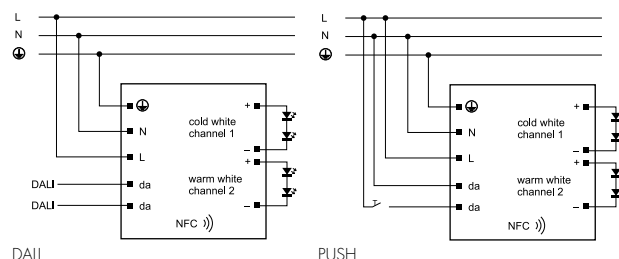 L
N
+
cold white
channel 1
N
–
L
+
DALI
da
warm white
channel 2
DALI
da
–
NFC
DALI
+
cold white
channel 1
N
–
L
+
da
warm white
channel 2
da
–
NFC
PUSH